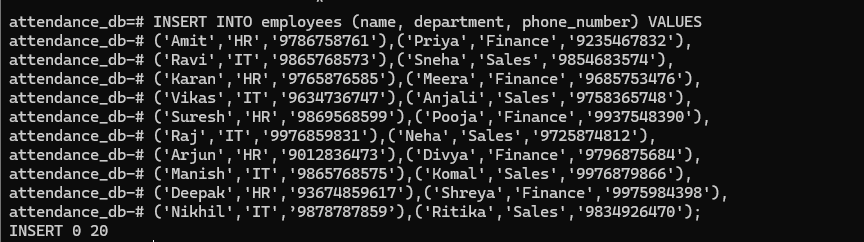 attendance_db=# INSERT INTO employees (name, department, phone_number) VALUES
attendance_db-# ('Amit','HR','9786758761'),('Priya','Finance','9235467832'),
attendance_db-# ('Ravi','IT','9865768573'),('Sneha','Sales','9854683574'),
attendance_db-# ('Karan','HR','9765876585'),('Meera','Finance','9685753476'),
attendance_db-# ('Vikas','IT','9634736747'),('Anjali','Sales','9758365748'),
attendance_db-# ('Suresh','HR','9869568599'),('Pooja','Finance','9937548390'),
attendance_db-# ('Raj','IT','9976859831'),('Neha','Sales','9725874812'),
attendance_db-# ('Arjun','HR','9012836473'),('Divya','Finance','9796875684'),
attendance_db-# ('Manish','IT','9865768575'),('Komal','Sales','9976879866'),
attendance_db-# ('Deepak','HR','93674859617'),('Shreya','Finance','9975984398'),
attendance_db-# ('Nikhil','IT','9878787859'),('Ritika','Sales','9834926470');
INSERT 0 20